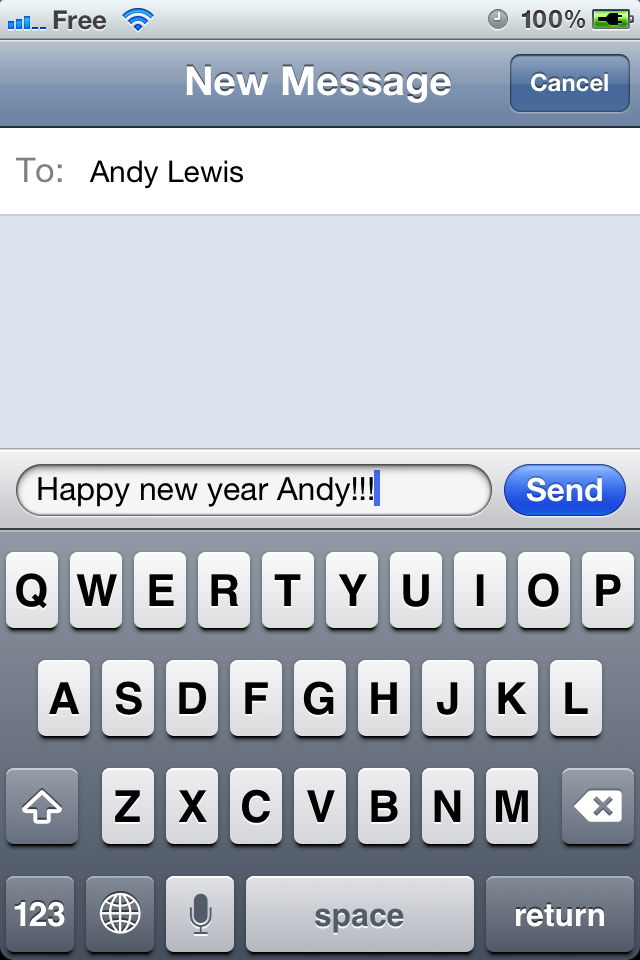 Free 100%
New Message Cancel
To: Andy Lewis
Happy new year Andy!!! Send
Q W E R T Y U I O P
A S D F G H J K L
Z X C V B N M
123 space return